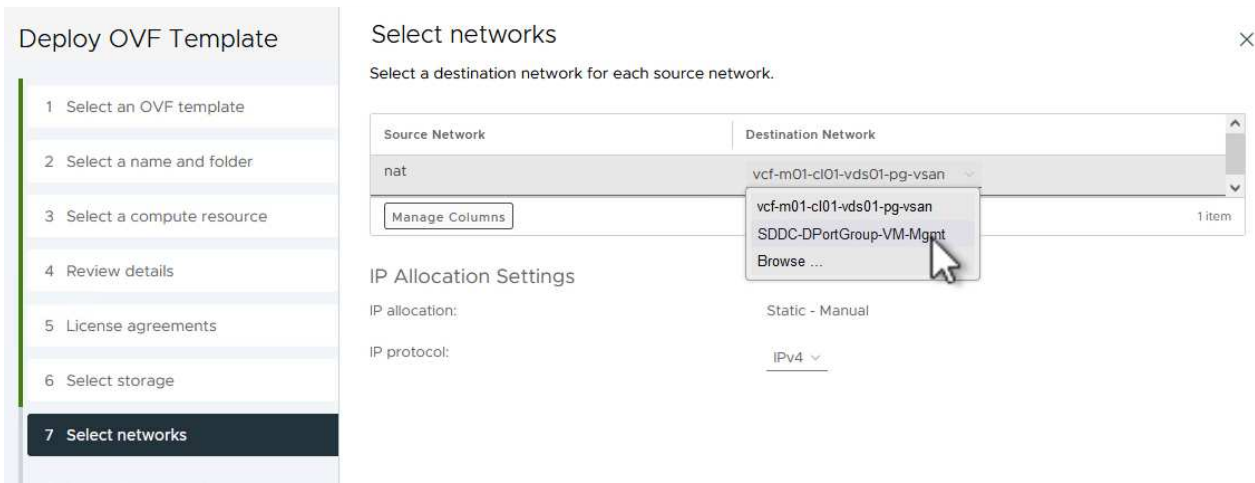 Deploy OVF Template
1 Select an OVF template
2 Select a name and folder
3 Select a compute resource
4 Review details
5 License agreements
6 Select storage
7 Select networks
Select networks
Select a destination network for each source network.
Source Network Destination Network
nat vcf-m01-cl01-vds01-pg-vsan
vcf-m01-cl01-vds01-pg-vsan
SDDC-DPortGroup-VM-Mgmt
Browse ...
Manage Columns 1 item
IP Allocation Settings
IP allocation: Static - Manual
IP protocol: IPv4